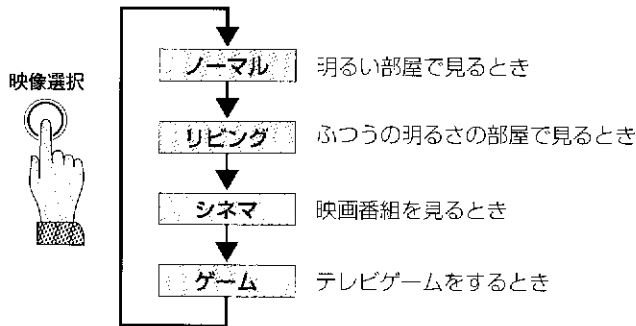 映像選択
ノーマル 明るい部屋で見るとき
リビング ふつうの明るさの部屋で見るとき
シネマ 映画番組を見るとき
ゲーム テレビゲームをするとき